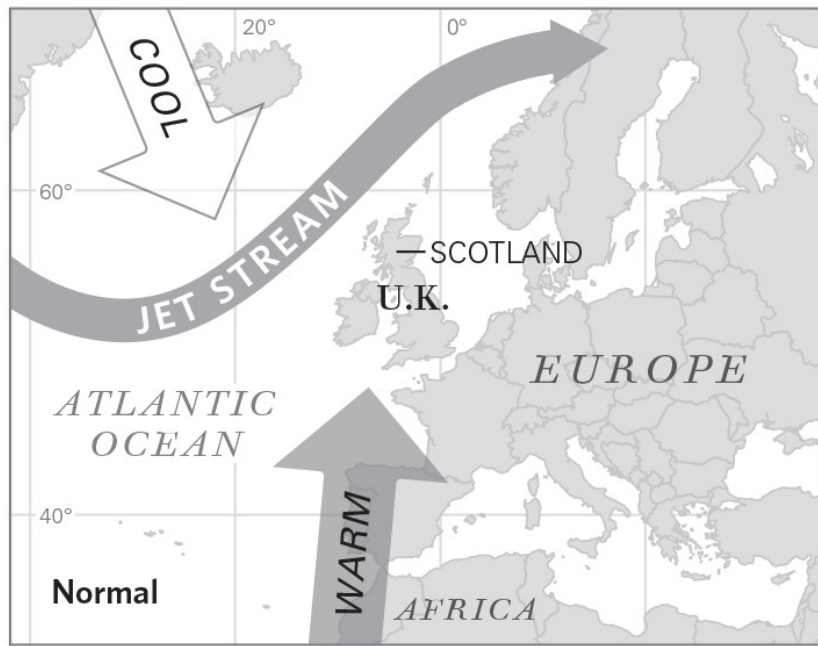 20°
0°
COOL
60°
JET STREAM
SCOTLAND
U.K.
EUROPE
ATLANTIC
OCEAN
40°
WARM
Normal
AFRICA